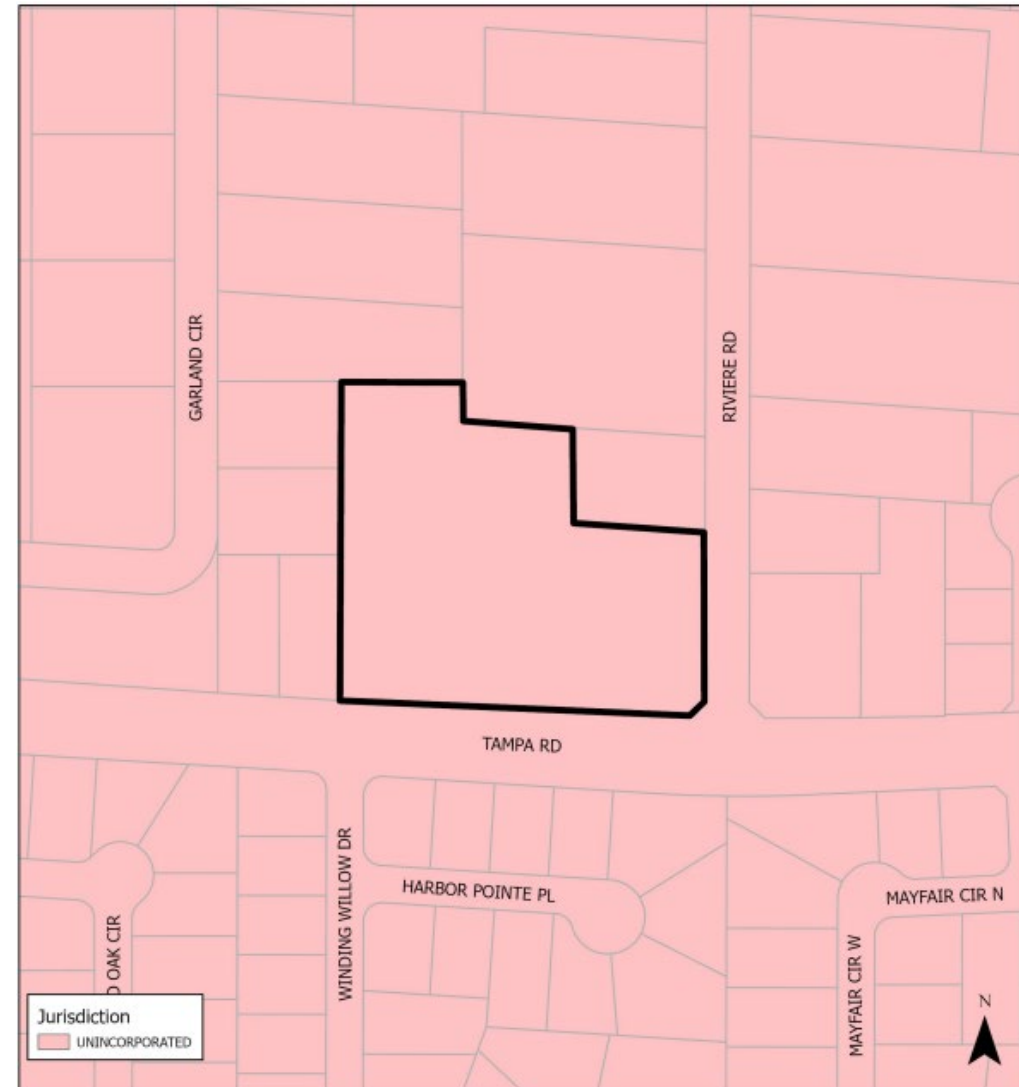 GARLAND CIR
RIVIERE RD
TAMPA RD
WINDING WILLOW DR
HARBOR POINTE PL
MAYFAIR CIR N
MAYFAIR CIR W
OAK CIR
Jurisdiction
UNINCORPORATED
N